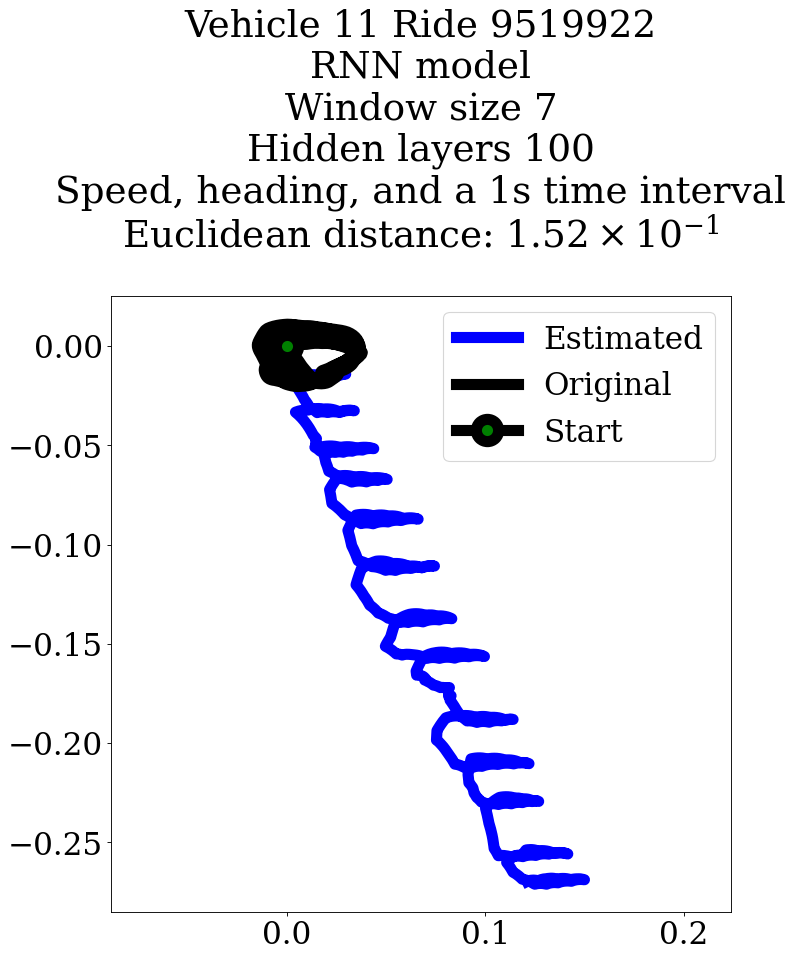 Vehicle 11 Ride 9519922
RNN model
Window size 7
Hidden layers 100
Speed, heading, and a 1s time interval
Euclidean distance: 1.52 × 10⁻¹
Estimated
Original
Start
0.00
−0.05
−0.10
−0.15
−0.20
−0.25
0.0 0.1 0.2